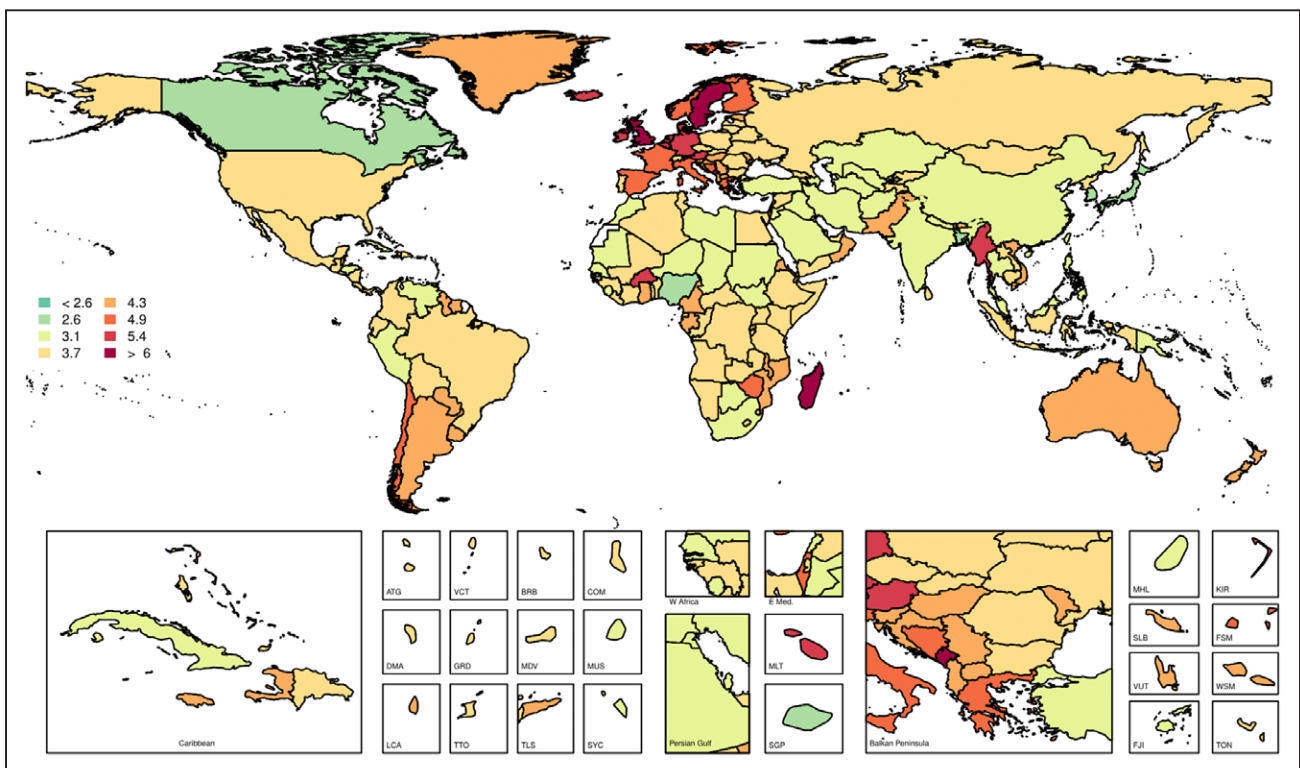 < 2.6 4.3
2.6 4.9
3.1 5.4
3.7 > 6
ATG VCT BRB COM
W Africa E Med.
MHL KIR
SLB FSM
DMA GRD MDV MUS
MLT
VUT WSM
LCA TTO TLS SYC
Caribbean
Persian Gulf
SGP
Balkan Peninsula
FJI TON